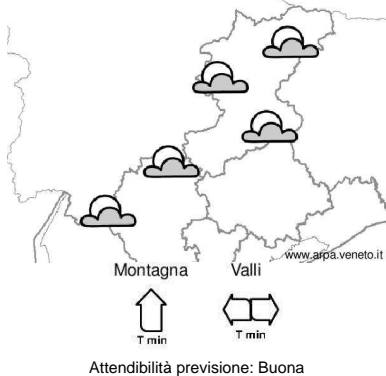 www.arpa.veneto.it
Montagna Valli
T min T min
Attendibilità previsione: Buona